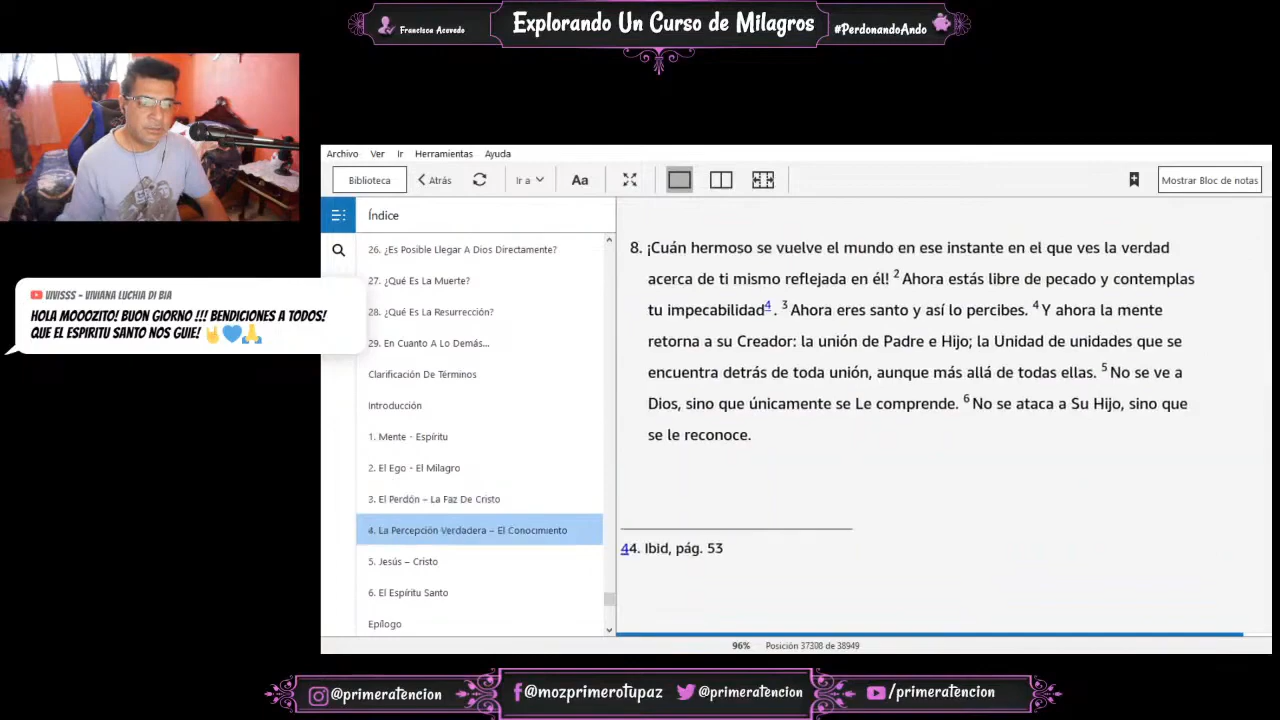 Francisca Acevedo
Explorando Un Curso de Milagros
#PerdonandoAndo
Archivo Ver Ir Herramientas Ayuda
Biblioteca Atrás Ir a Aa Mostrar Bloc de notas
Índice
26. ¿Es Posible Llegar A Dios Directamente?
27. ¿Qué Es La Muerte?
28. ¿Qué Es La Resurrección?
29. En Cuanto A Lo Demás...
Clarificación De Términos
Introducción
1. Mente - Espíritu
2. El Ego - El Milagro
3. El Perdón – La Faz De Cristo
4. La Percepción Verdadera – El Conocimiento
5. Jesús – Cristo
6. El Espíritu Santo
Epílogo
8. ¡Cuán hermoso se vuelve el mundo en ese instante en el que ves la verdad
acerca de ti mismo reflejada en él! 2 Ahora estás libre de pecado y contemplas
tu impecabilidad4 . 3 Ahora eres santo y así lo percibes. 4 Y ahora la mente
retorna a su Creador: la unión de Padre e Hijo; la Unidad de unidades que se
encuentra detrás de toda unión, aunque más allá de todas ellas. 5 No se ve a
Dios, sino que únicamente se Le comprende. 6 No se ataca a Su Hijo, sino que
se le reconoce.
44. Ibid, pág. 53
96% Posición 37308 de 38949
VIVISSS - VIVIANA LUCHIA DI BIA
HOLA MOOOZITO! BUON GIORNO !!! BENDICIONES A TODOS!
QUE EL ESPIRITU SANTO NOS GUIE! 🤘💙🙏
@primeratencion
@mozprimerotupaz
@primeratencion
/primeratencion